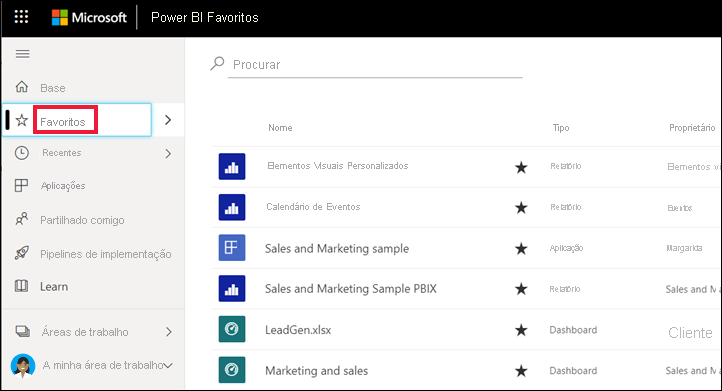 Microsoft Power BI Favoritos
Procurar
Base
Favoritos
Recentes
Aplicações
Partilhado comigo
Pipelines de implementação
Learn
Áreas de trabalho
A minha área de trabalho
Nome Tipo Proprietário
Elementos Visuais Personalizados Relatório Elementos vi
Calendário de Eventos Relatório Eventos
Sales and Marketing sample Aplicação Margarida
Sales and Marketing Sample PBIX Relatório Sales and M
LeadGen.xlsx Dashboard Cliente
Marketing and sales Dashboard Sales and M